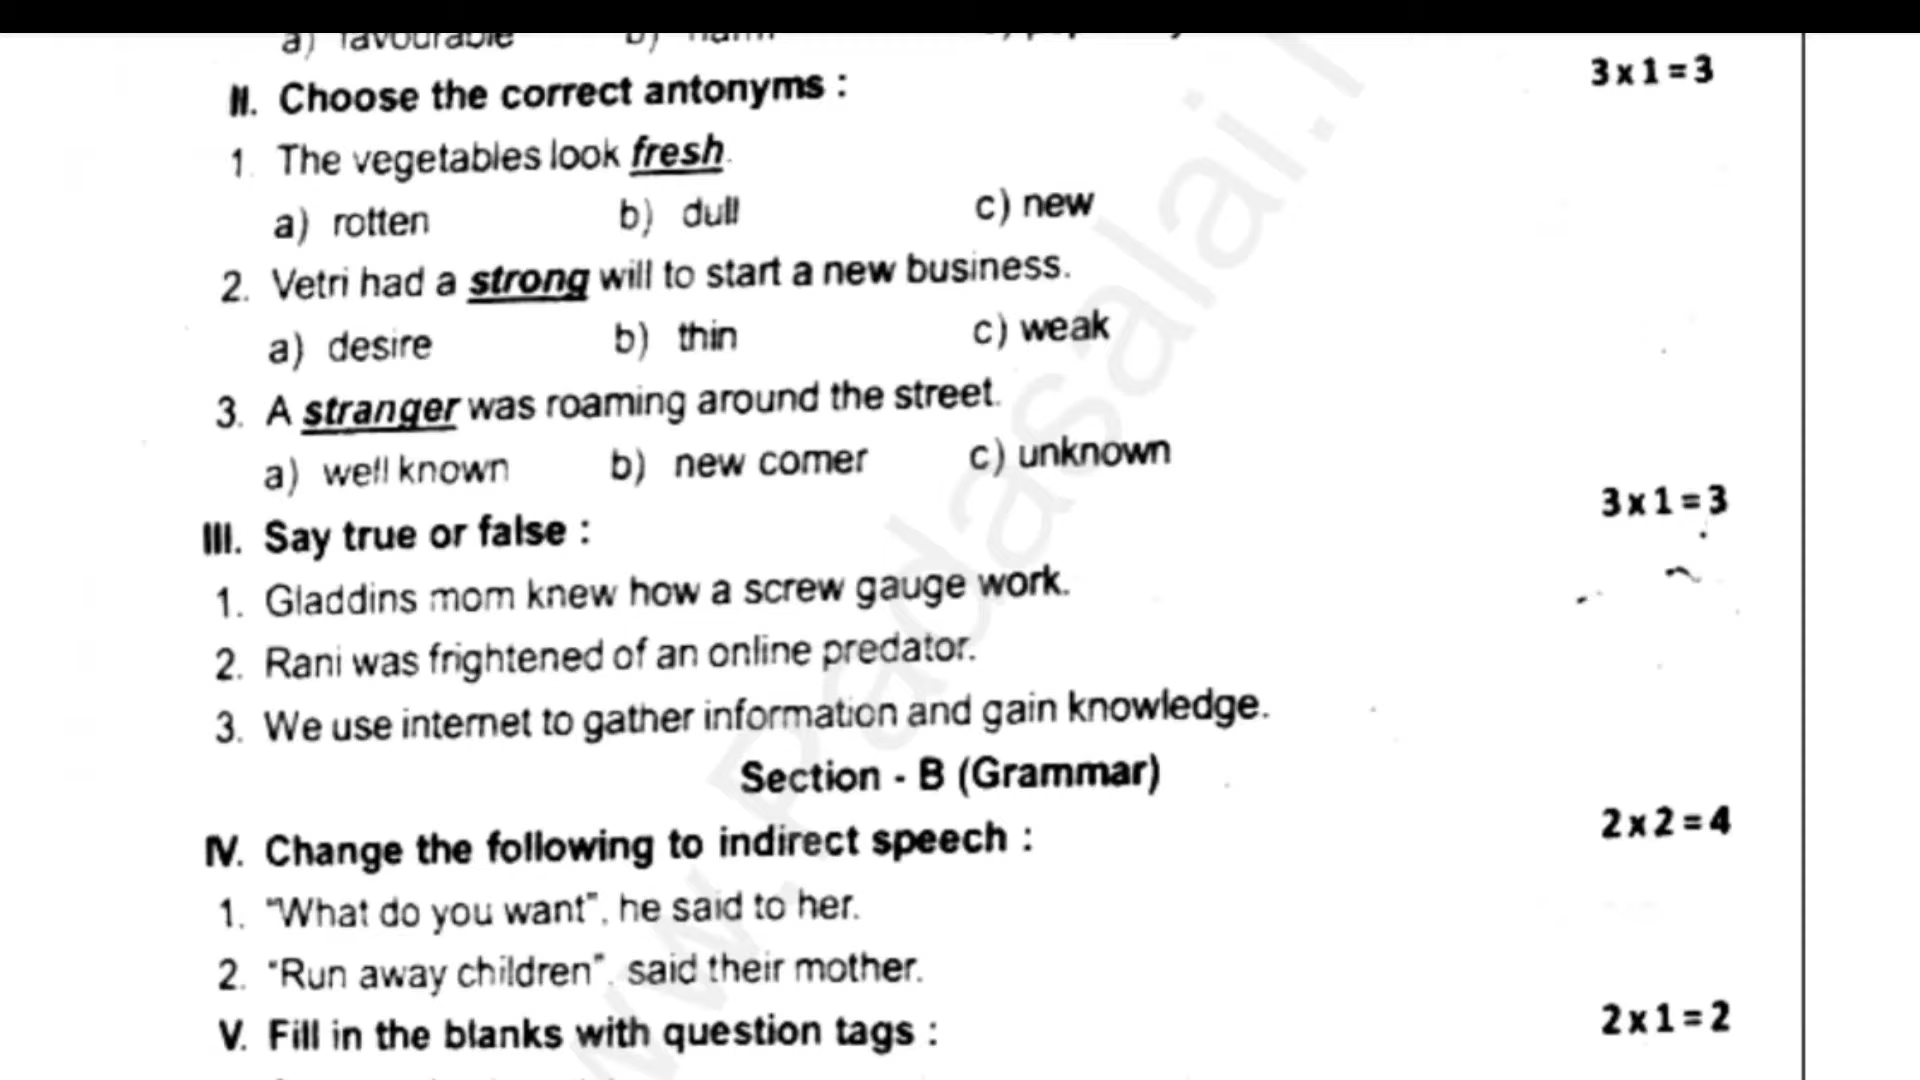 a) favourable b) harm
II. Choose the correct antonyms : 3 x 1 = 3
1. The vegetables look fresh.
a) rotten b) dull c) new
2. Vetri had a strong will to start a new business.
a) desire b) thin c) weak
3. A stranger was roaming around the street.
a) well known b) new comer c) unknown
III. Say true or false : 3 x 1 = 3
1. Gladdins mom knew how a screw gauge work.
2. Rani was frightened of an online predator.
3. We use internet to gather information and gain knowledge.
Section - B (Grammar)
IV. Change the following to indirect speech : 2 x 2 = 4
1. "What do you want", he said to her.
2. "Run away children", said their mother.
V. Fill in the blanks with question tags : 2 x 1 = 2
www.Padasalai.